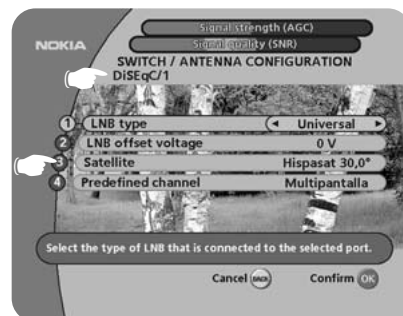 Signal strength (AGC)
NOKIA
Signal quality (SNR)
SWITCH / ANTENNA CONFIGURATION
DiSEqC/1
1 LNB type Universal
2 LNB offset voltage 0 V
3 Satellite Hispasat 30,0°
4 Predefined channel Multipantalla
Select the type of LNB that is connected to the selected port.
Cancel BACK Confirm OK